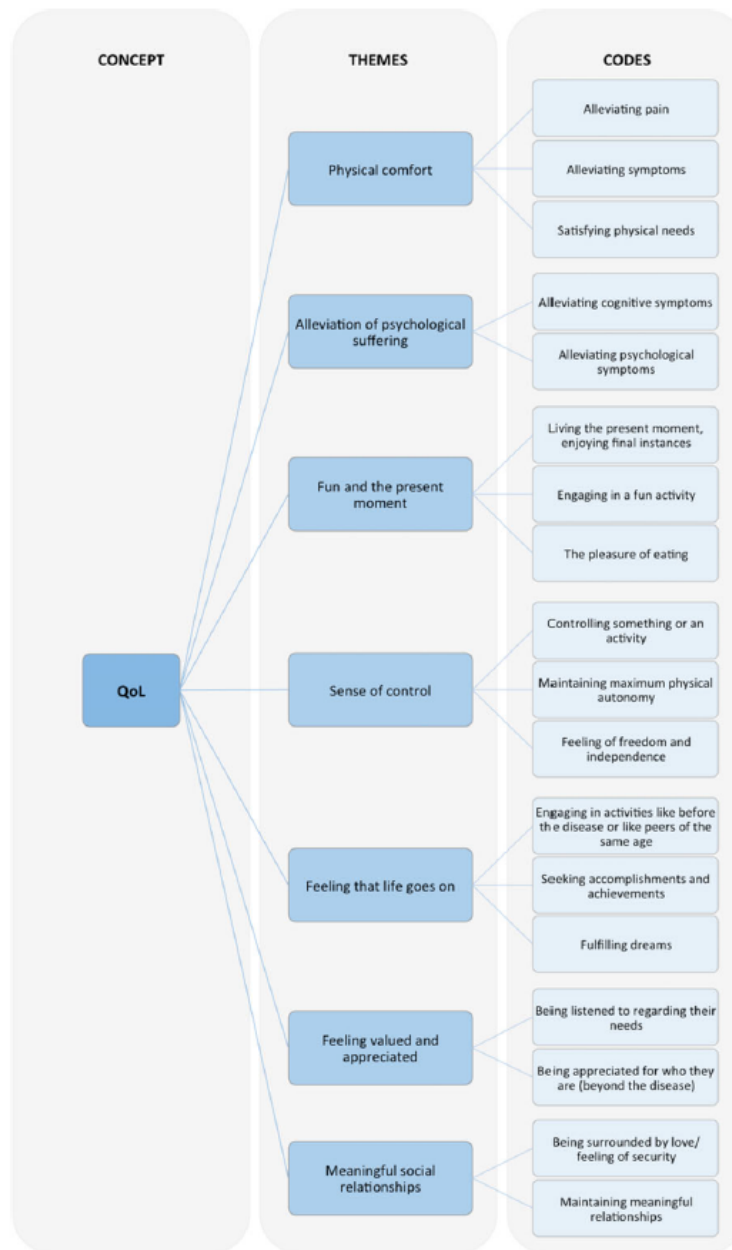 CONCEPT
THEMES
CODES
Physical comfort
Alleviating pain
Alleviating symptoms
Satisfying physical needs
Alleviation of psychological
suffering
Alleviating cognitive symptoms
Alleviating psychological
symptoms
Fun and the present
moment
Living the present moment,
enjoying final instances
Engaging in a fun activity
The pleasure of eating
QoL
Sense of control
Controlling something or an
activity
Maintaining maximum physical
autonomy
Feeling of freedom and
independence
Feeling that life goes on
Engaging in activities like before
the disease or like peers of the
same age
Seeking accomplishments and
achievements
Fulfilling dreams
Feeling valued and
appreciated
Being listened to regarding their
needs
Being appreciated for who they
are (beyond the disease)
Meaningful social
relationships
Being surrounded by love/
feeling of security
Maintaining meaningful
relationships